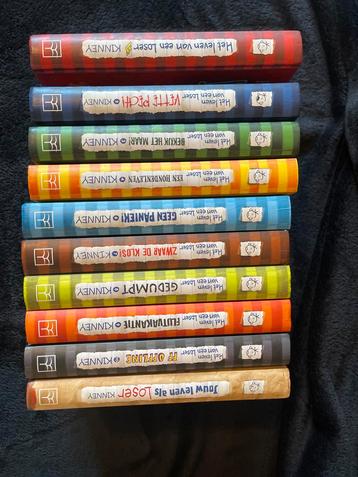 Het leven van een Loser KINNEY
Het leven
van een Loser
VETTE PECH! KINNEY
Het leven
van een Loser
BEKIJK HET MAAR! KINNEY
Het leven
van een Loser
EEN HONDENLEVEN KINNEY
Het leven
van een Loser
GEEN PANIEK! KINNEY
Het leven
van een Loser
ZWAAR DE KLOS! KINNEY
Het leven
van een Loser
GEDUMPT KINNEY
Het leven
van een Loser
FLUTVAKANTIE KINNEY
Het leven
van een Loser
FF OFFLINE KINNEY
Jouw leven als LOSER KINNEY